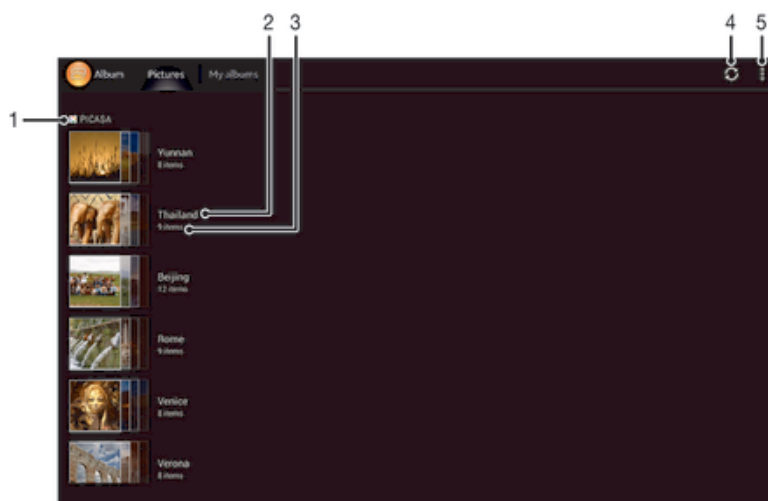 2 3 4 5
Album Pictures My albums
1 PICASA
Yunnan
8 items
Thailand
9 items
Beijing
12 items
Rome
9 items
Venice
8 items
Verona
8 items